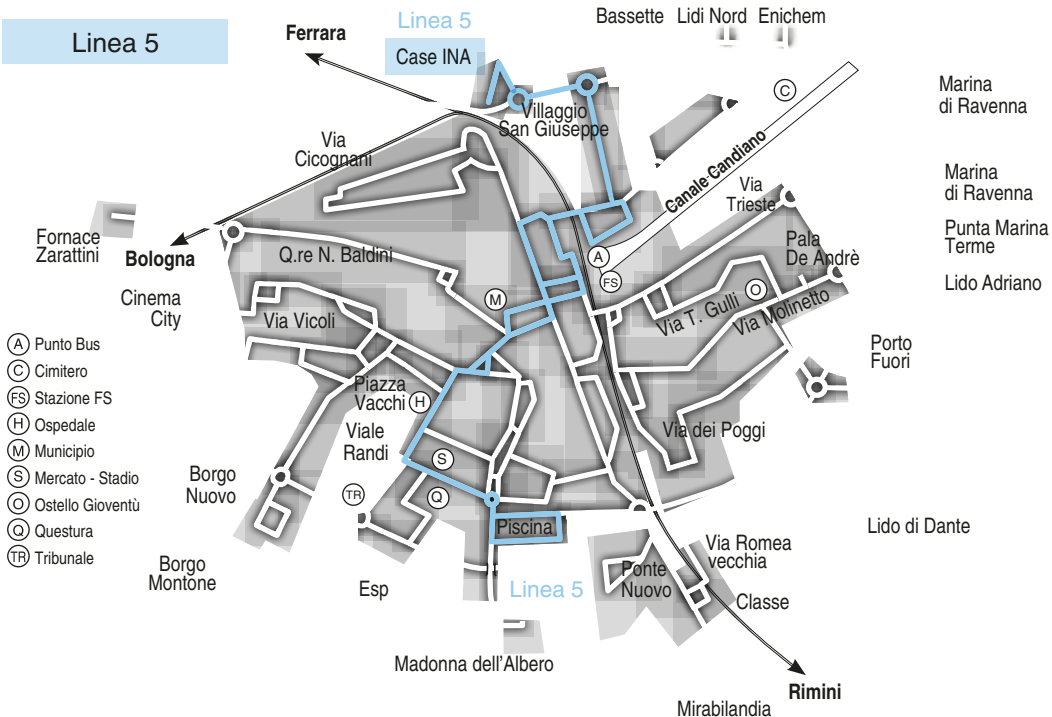 Linea 5
Linea 5
Case INA
Ferrara
Bassette
Lidi Nord
Enichem
C
Marina
di Ravenna
Villaggio
San Giuseppe
Via
Cicognani
Canale Candiano
Via
Trieste
Marina
di Ravenna
Punta Marina
Terme
Lido Adriano
Fornace
Zarattini
Bologna
Q.re N. Baldini
A
FS
Pala
De Andrè
Cinema
City
M
O
Via Vicoli
Via T. Gulli
Via Molinetto
Porto
Fuori
A Punto Bus
C Cimitero
FS Stazione FS
H Ospedale
M Municipio
S Mercato - Stadio
O Ostello Gioventù
Q Questura
TR Tribunale
Piazza
Vacchi
H
Viale
Randi
Via dei Poggi
S
Q
TR
Borgo
Nuovo
Piscina
Lido di Dante
Borgo
Montone
Esp
Linea 5
Ponte
Nuovo
Via Romea
vecchia
Classe
Madonna dell'Albero
Rimini
Mirabilandia